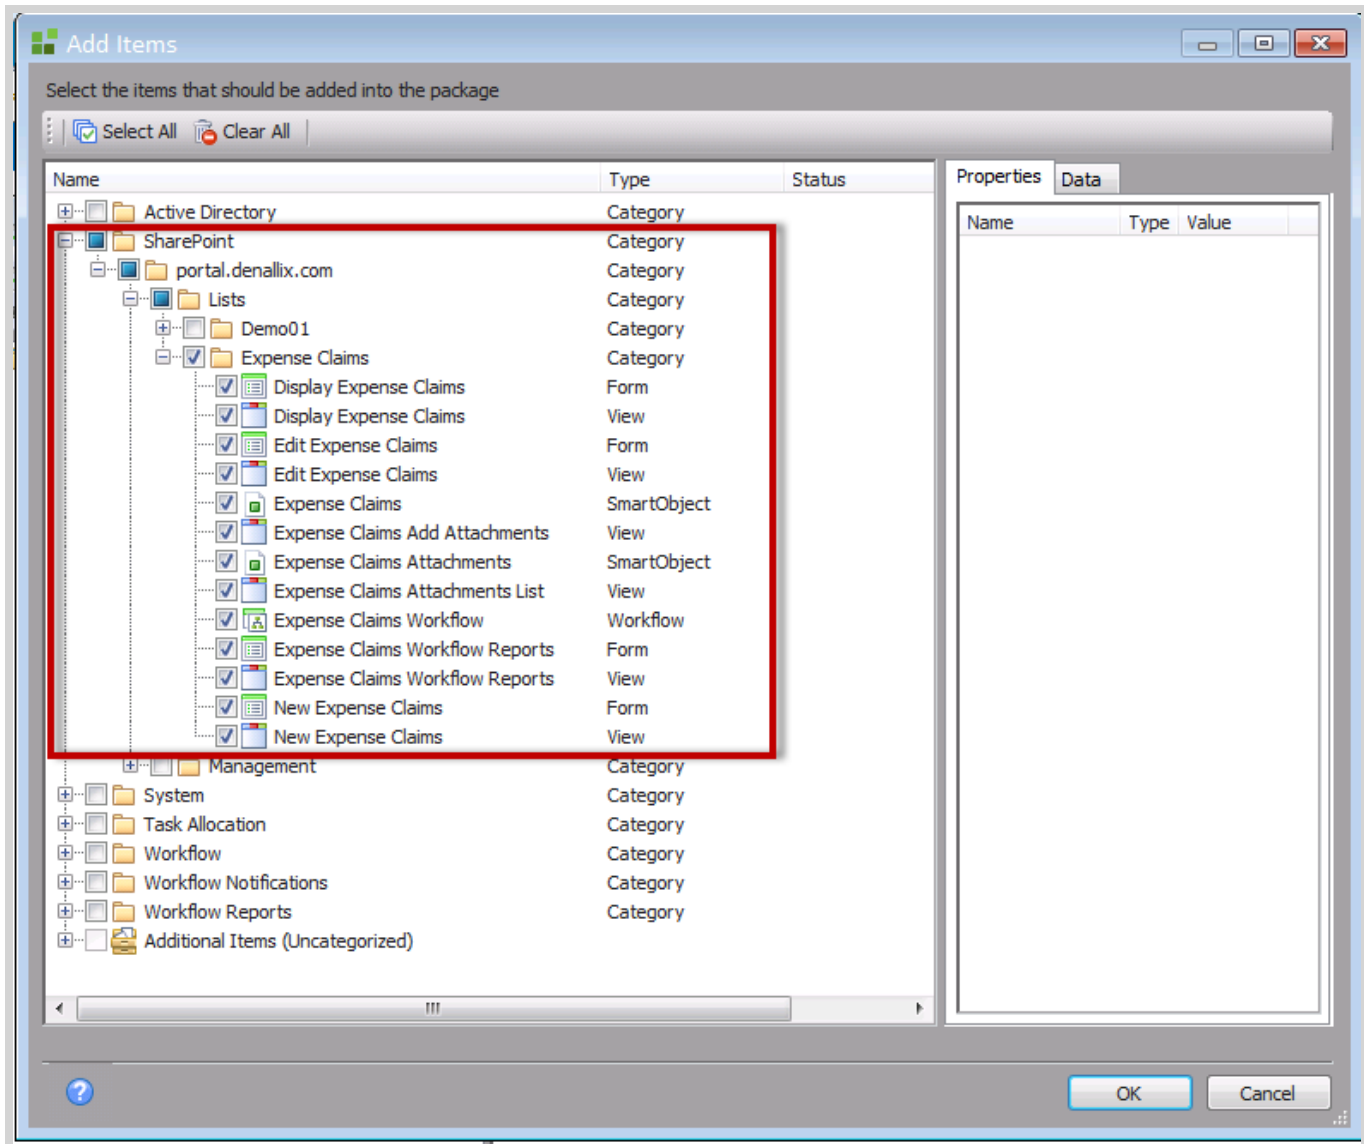 Add Items
Select the items that should be added into the package
Select All Clear All
Name Type Status
Properties Data
Active Directory Category
Name Type Value
SharePoint Category
portal.denallix.com Category
Lists Category
Demo01 Category
Expense Claims Category
Display Expense Claims Form
Display Expense Claims View
Edit Expense Claims Form
Edit Expense Claims View
Expense Claims SmartObject
Expense Claims Add Attachments View
Expense Claims Attachments SmartObject
Expense Claims Attachments List View
Expense Claims Workflow Workflow
Expense Claims Workflow Reports Form
Expense Claims Workflow Reports View
New Expense Claims Form
New Expense Claims View
Management Category
System Category
Task Allocation Category
Workflow Category
Workflow Notifications Category
Workflow Reports Category
Additional Items (Uncategorized)
OK Cancel